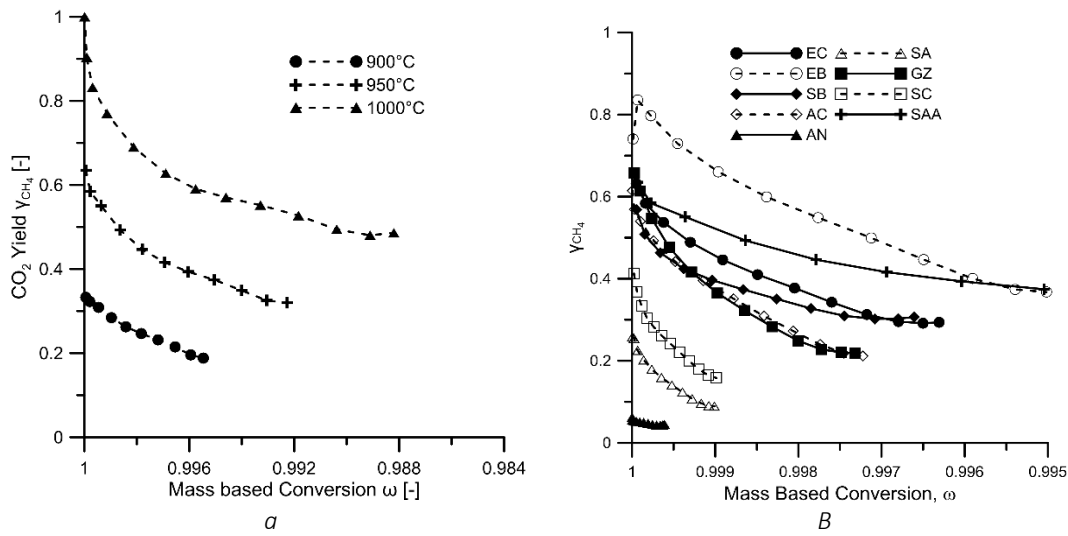 1
0.8
0.6
0.4
0.2
0
CO2 Yield γCH4 [-]
900°C
950°C
1000°C
1 0.996 0.992 0.988 0.984
Mass based Conversion ω [-]
a
1
0.8
0.6
0.4
0.2
0
γCH4
EC SA
EB GZ
SB SC
AC SAA
AN
1 0.999 0.998 0.997 0.996 0.995
Mass Based Conversion, ω
B